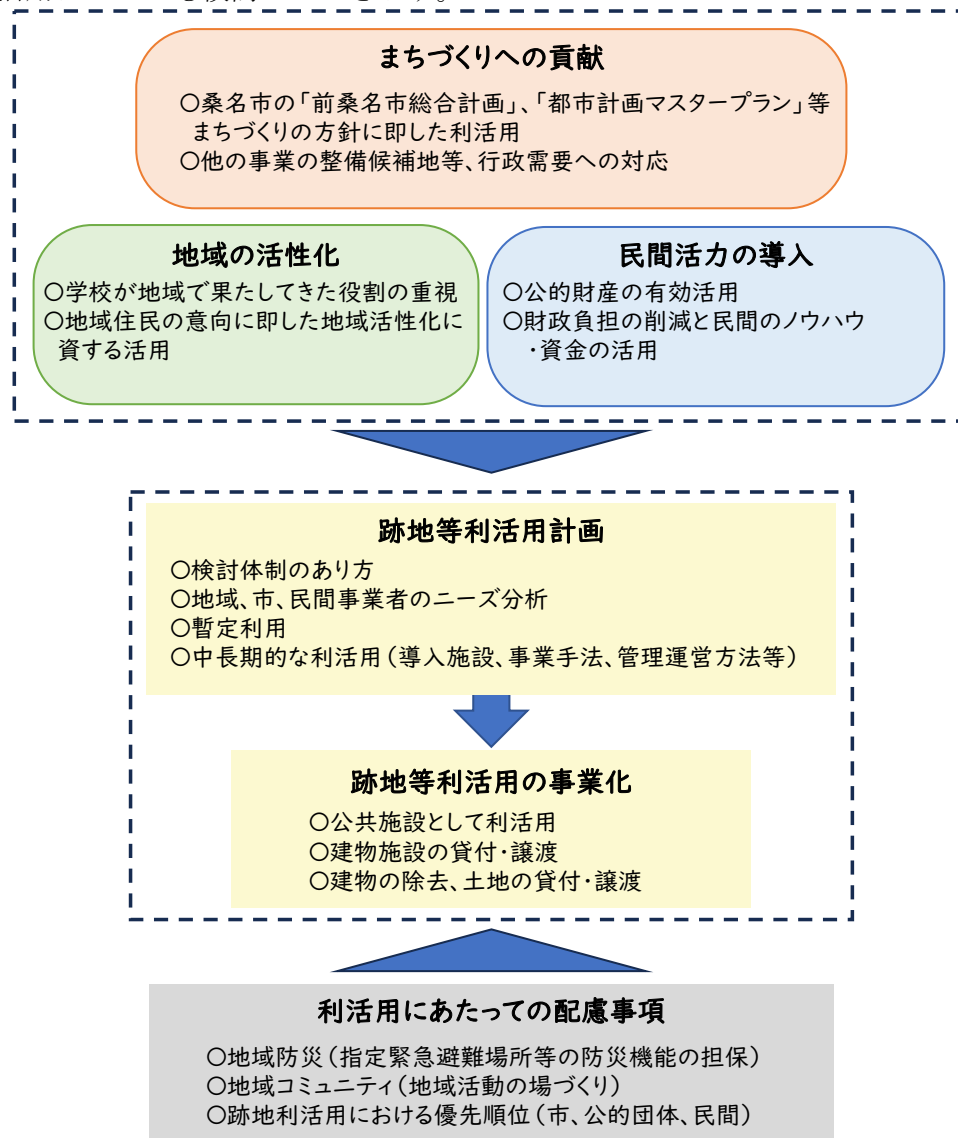 まちづくりへの貢献
〇桑名市の「前桑名市総合計画」、「都市計画マスタープラン」等
まちづくりの方針に即した利活用
〇他の事業の整備候補地等、行政需要への対応
地域の活性化
〇学校が地域で果たしてきた役割の重視
〇地域住民の意向に即した地域活性化に
資する活用
民間活力の導入
〇公的財産の有効活用
〇財政負担の削減と民間のノウハウ
・資金の活用
跡地等利活用計画
〇検討体制のあり方
〇地域、市、民間事業者のニーズ分析
〇暫定利用
〇中長期的な利活用（導入施設、事業手法、管理運営方法等）
跡地等利活用の事業化
〇公共施設として利活用
〇建物施設の貸付・譲渡
〇建物の除去、土地の貸付・譲渡
利活用にあたっての配慮事項
〇地域防災（指定緊急避難場所等の防災機能の担保）
〇地域コミュニティ（地域活動の場づくり）
〇跡地利活用における優先順位（市、公的団体、民間）